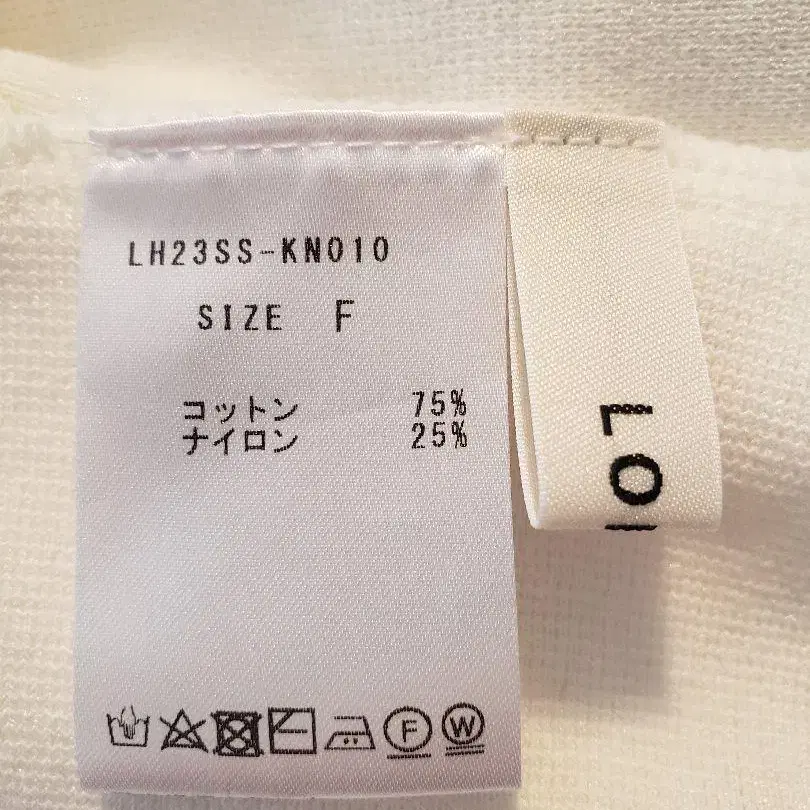 LH23SS-KN010
SIZE F
コットン 75%
ナイロン 25%
F
W
LO